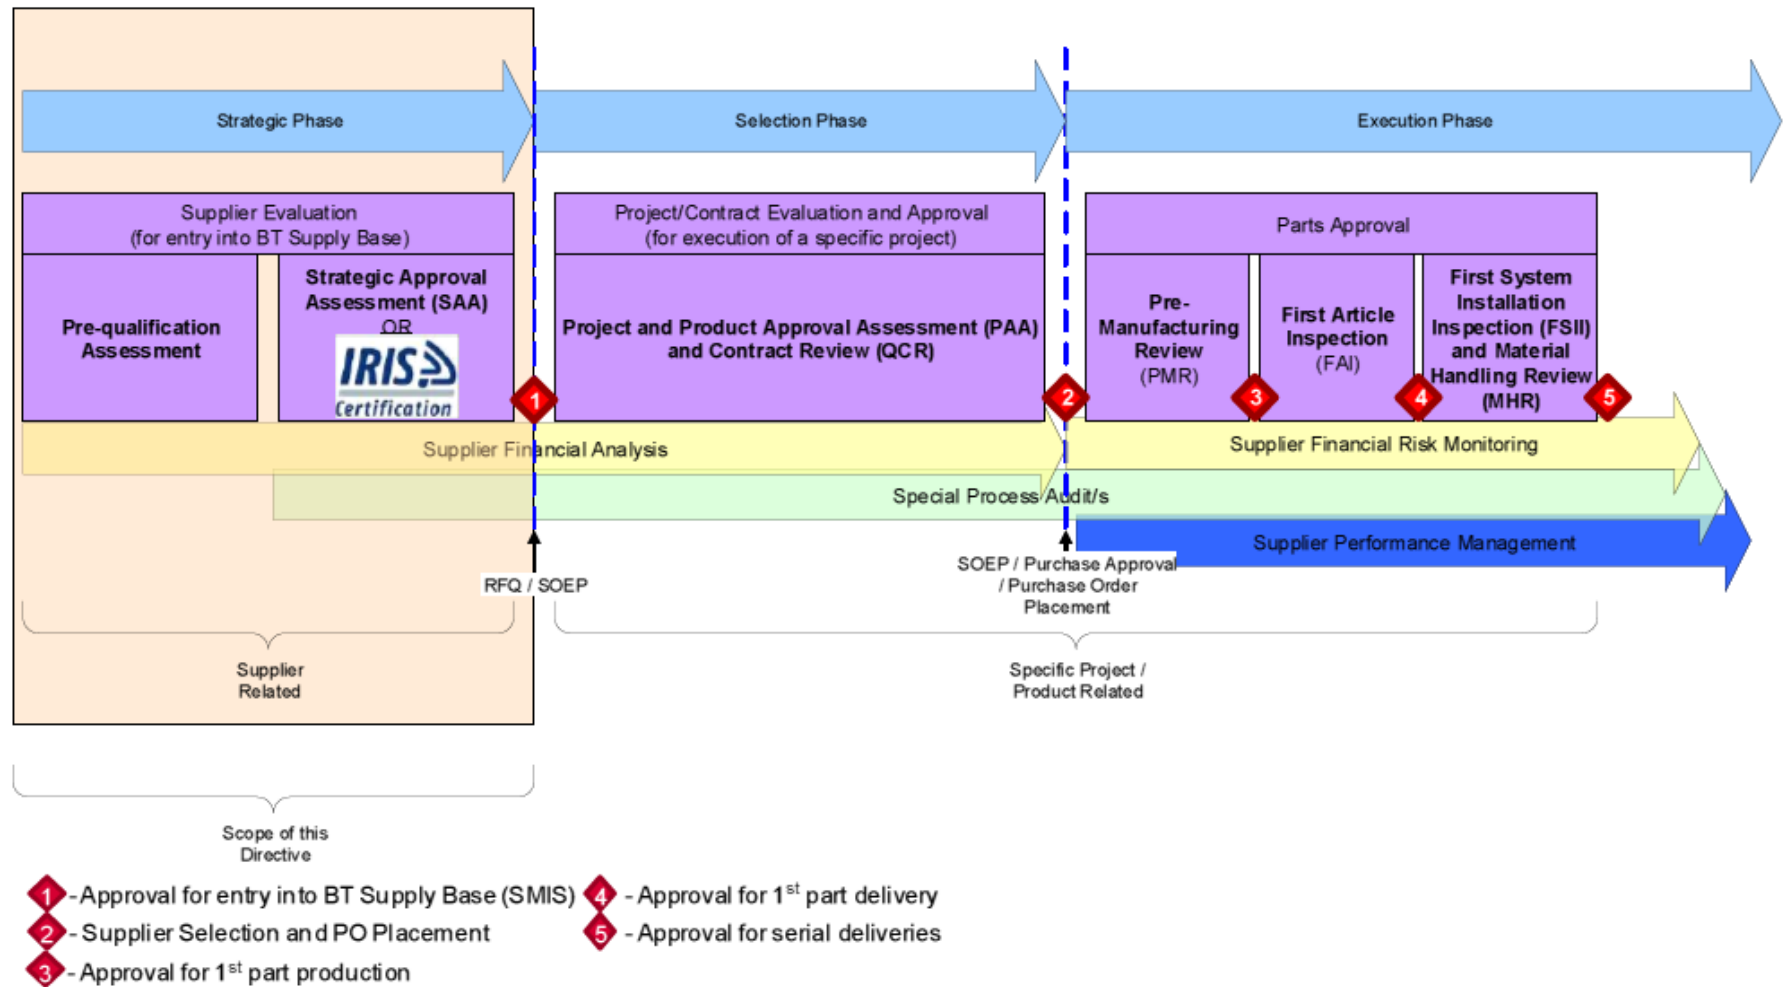 Strategic Phase
Selection Phase
Execution Phase
Supplier Evaluation
(for entry into BT Supply Base)
Project/Contract Evaluation and Approval
(for execution of a specific project)
Parts Approval
Pre-qualification
Assessment
Strategic Approval
Assessment (SAA)
OR
IRIS
Certification
Project and Product Approval Assessment (PAA)
and Contract Review (QCR)
Pre-
Manufacturing
Review
(PMR)
First Article
Inspection
(FAI)
First System
Installation
Inspection (FSII)
and Material
Handling Review
(MHR)
1
2
3
4
5
Supplier Financial Analysis
Supplier Financial Risk Monitoring
Special Process Audit/s
Supplier Performance Management
RFQ / SOEP
SOEP / Purchase Approval
/ Purchase Order
Placement
Supplier
Related
Specific Project /
Product Related
Scope of this
Directive
1 - Approval for entry into BT Supply Base (SMIS)
2 - Supplier Selection and PO Placement
3 - Approval for 1st part production
4 - Approval for 1st part delivery
5 - Approval for serial deliveries